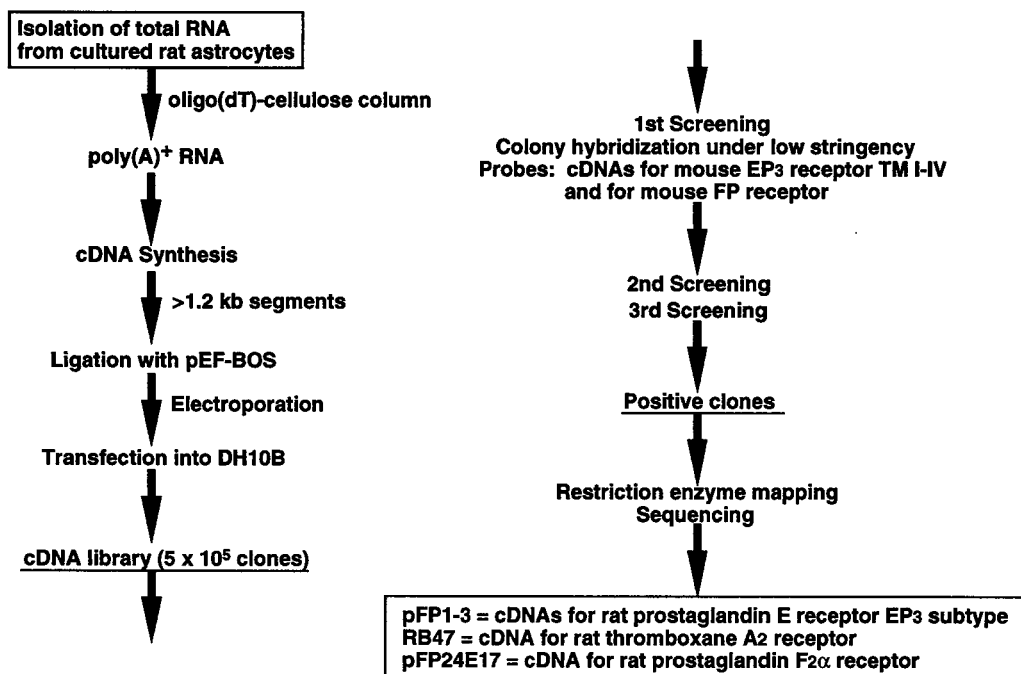 Isolation of total RNA
from cultured rat astrocytes
oligo(dT)-cellulose column
poly(A)+ RNA
cDNA Synthesis
>1.2 kb segments
Ligation with pEF-BOS
Electroporation
Transfection into DH10B
cDNA library (5 x 10⁵ clones)
1st Screening
Colony hybridization under low stringency
Probes: cDNAs for mouse EP3 receptor TM I-IV
and for mouse FP receptor
2nd Screening
3rd Screening
Positive clones
Restriction enzyme mapping
Sequencing
pFP1-3 = cDNAs for rat prostaglandin E receptor EP3 subtype
RB47 = cDNA for rat thromboxane A2 receptor
pFP24E17 = cDNA for rat prostaglandin F2α receptor